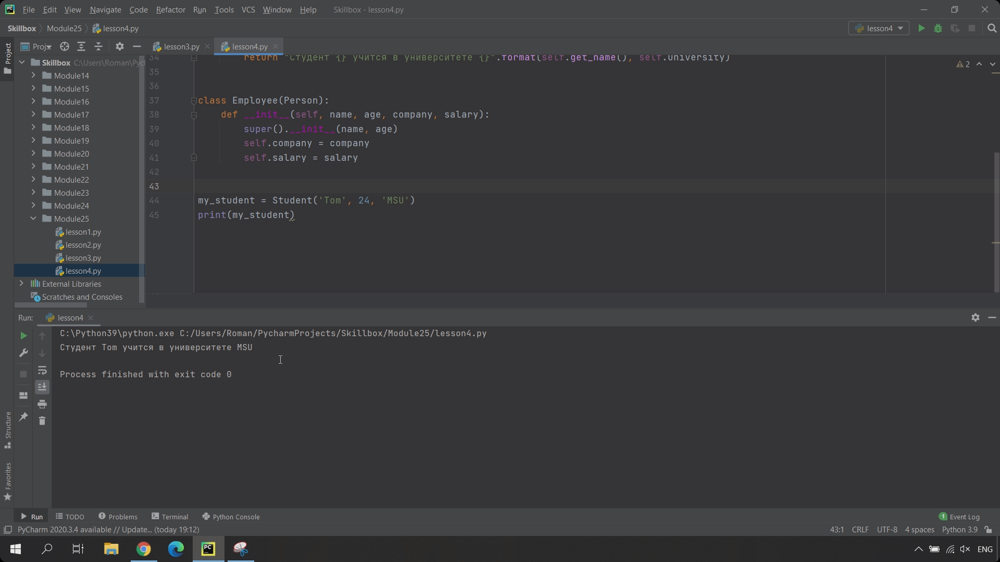 File Edit View Navigate Code Refactor Run Tools VCS Window Help Skillbox - lesson4.py
Skillbox Module25 lesson4.py lesson4
Project
Proj lesson3.py lesson4.py
Skillbox C:\Users\Roman\Pyc
Module14
Module15
Module16
Module17
Module18
Module19
Module20
Module21
Module22
Module23
Module24
Module25
lesson1.py
lesson2.py
lesson3.py
lesson4.py
External Libraries
Scratches and Consoles
34 return "Студент {} учится в университете {}".format(self.get_name(), self.university)
2
35
36
37 class Employee(Person):
38 def __init__(self, name, age, company, salary):
39 super().__init__(name, age)
40 self.company = company
41 self.salary = salary
42
43
44 my_student = Student('Tom', 24, 'MSU')
45 print(my_student)
Run: lesson4
C:\Python39\python.exe C:/Users/Roman/PycharmProjects/Skillbox/Module25/lesson4.py
Студент Tom учится в университете MSU
Process finished with exit code 0
Structure
Favorites
Run TODO Problems Terminal Python Console 1 Event Log
PyCharm 2020.3.4 available // Update... (today 19:12) 43:1 CRLF UTF-8 4 spaces Python 3.9
PC ENG